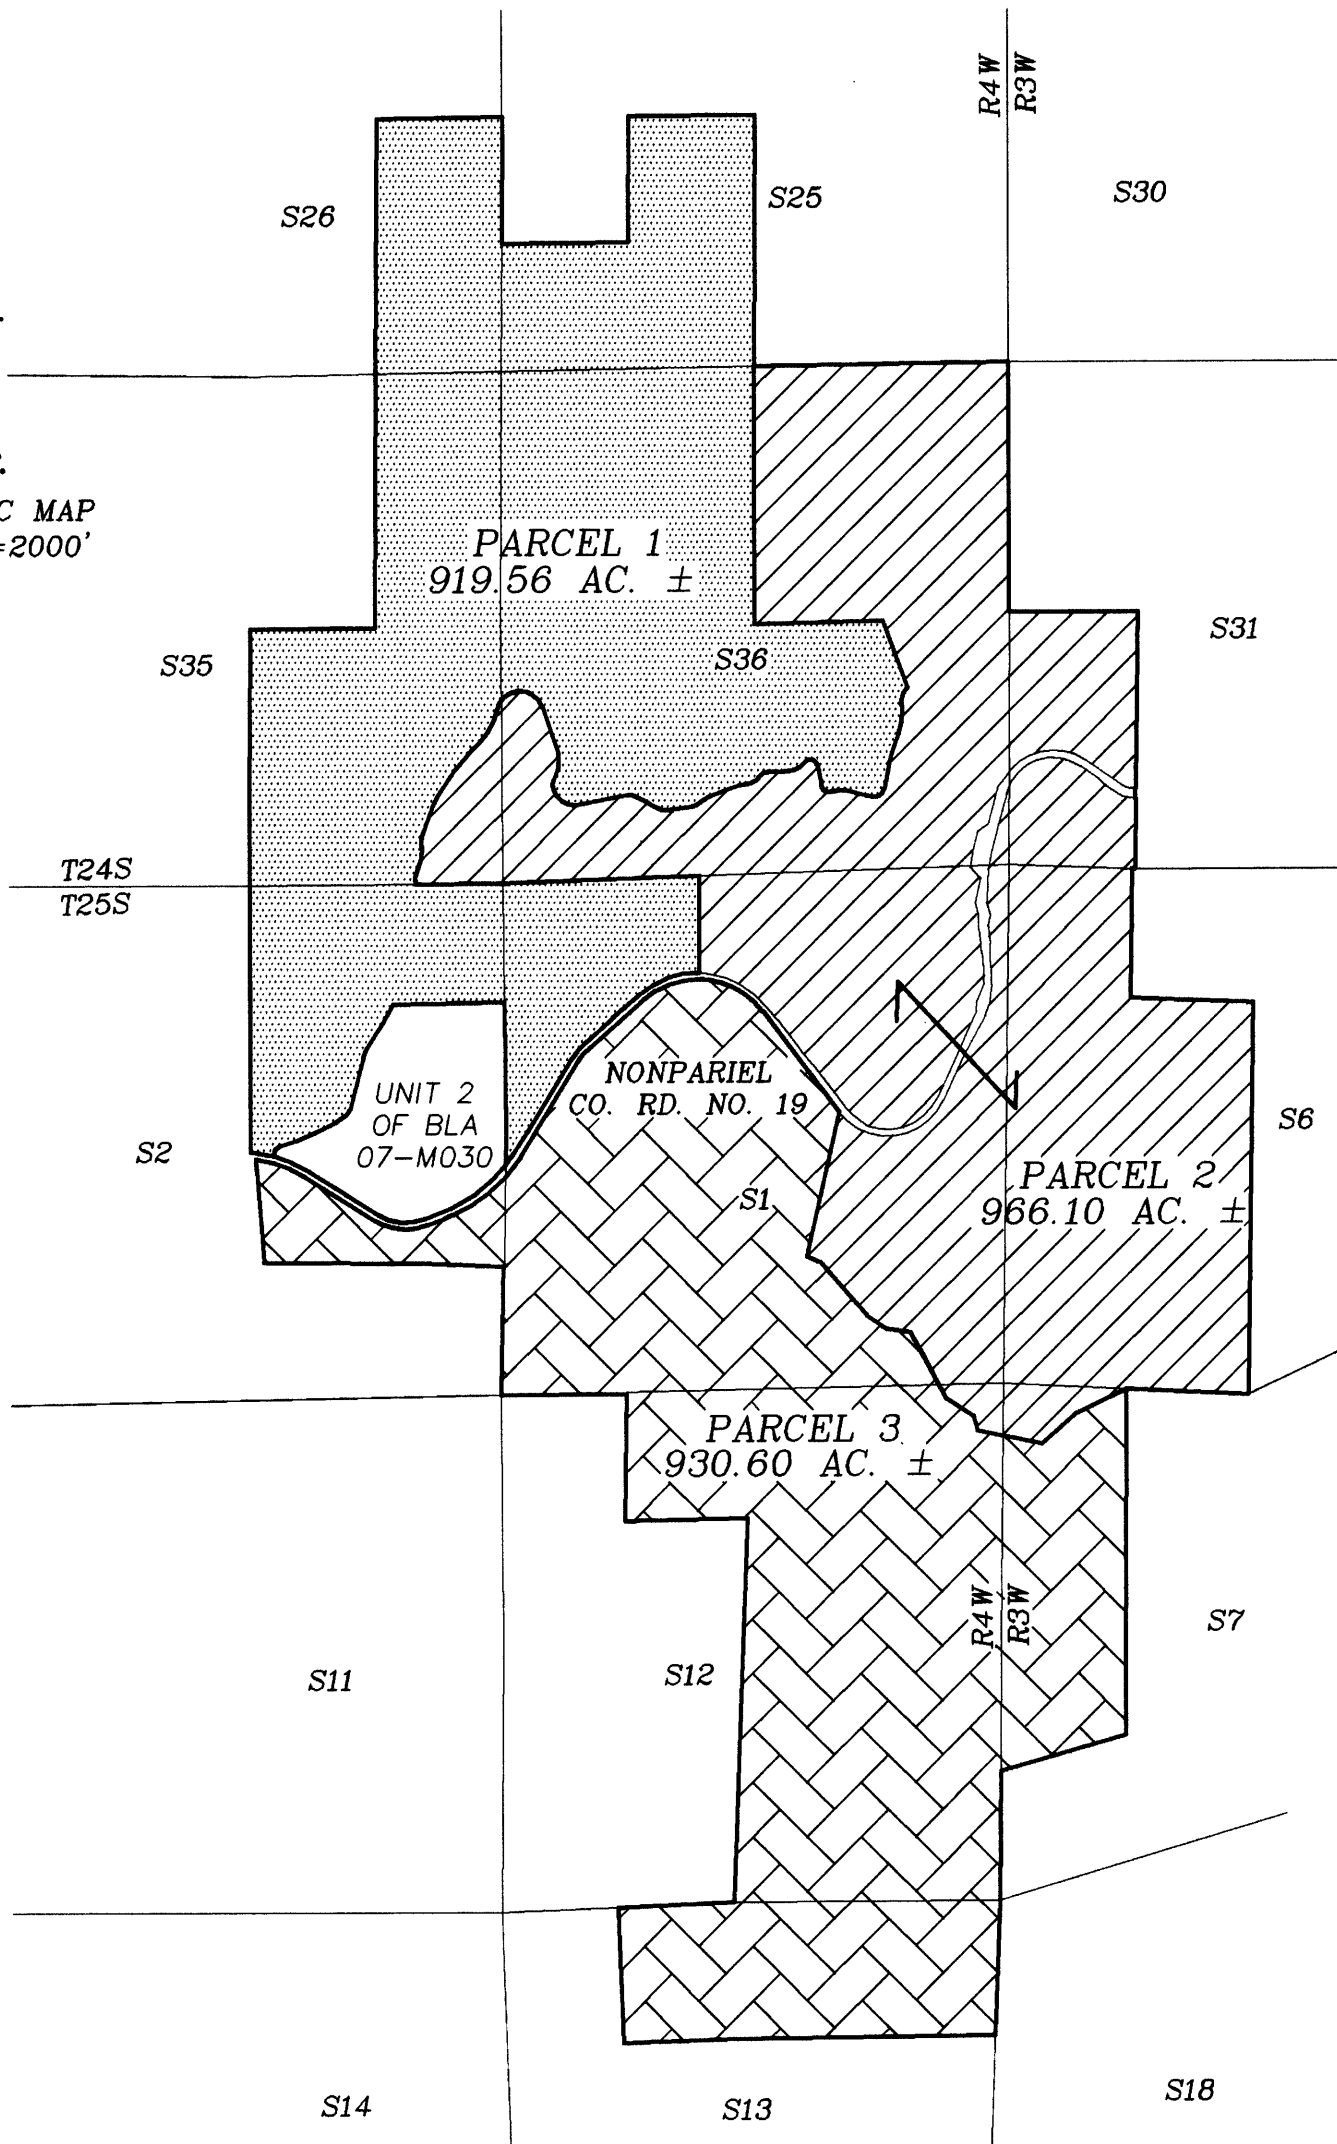 R4W
R3W
S26
S25
S30
C MAP
=2000'
PARCEL 1
919.56 AC. ±
S35
S36
S31
T24S
T25S
UNIT 2
OF BLA
07-M030
NONPARIEL
CO. RD. NO. 19
S2
S1
S6
PARCEL 2
966.10 AC. ±
PARCEL 3
930.60 AC. ±
R4W
R3W
S11
S12
S7
S14
S13
S18